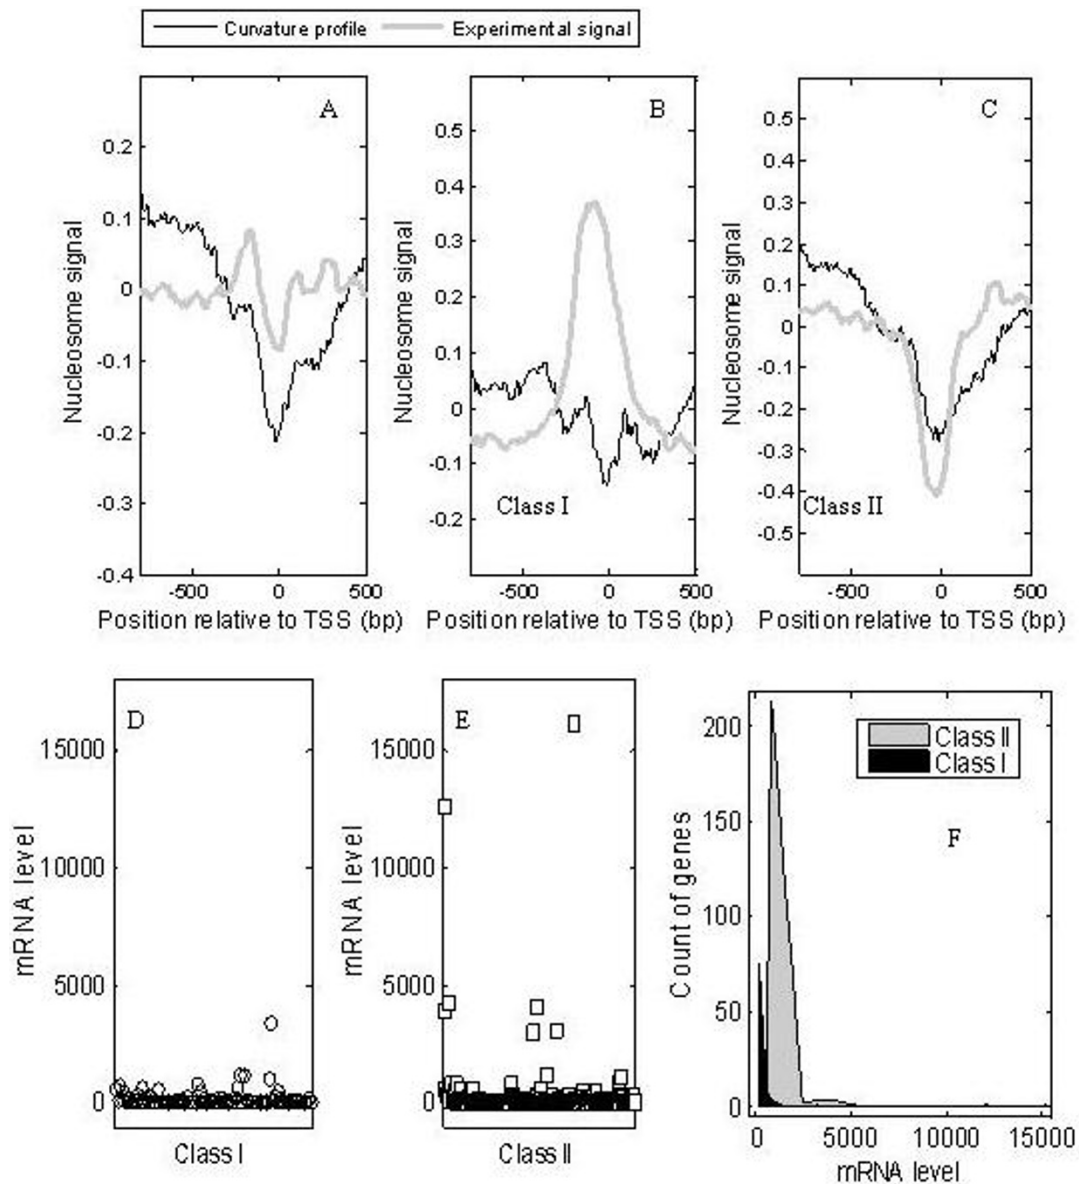 Curvature profile Experimental signal
A
0.2
0.1
0
-0.1
-0.2
-0.3
-0.4
Nucleosome signal
-500 0 500
Position relative to TSS (bp)
B
0.5
0.4
0.3
0.2
0.1
0
-0.1
-0.2
Nucleosome signal
Class I
-500 0 500
Position relative to TSS (bp)
C
0.5
0.4
0.3
0.2
0.1
0
-0.1
-0.2
-0.3
-0.4
-0.5
Nucleosome signal
Class II
-500 0 500
Position relative to TSS (bp)
D
15000
10000
5000
0
mRNA level
Class I
E
15000
10000
5000
0
mRNA level
Class II
200
150
100
50
0
Count of genes
Class II
Class I
F
0 5000 10000 15000
mRNA level